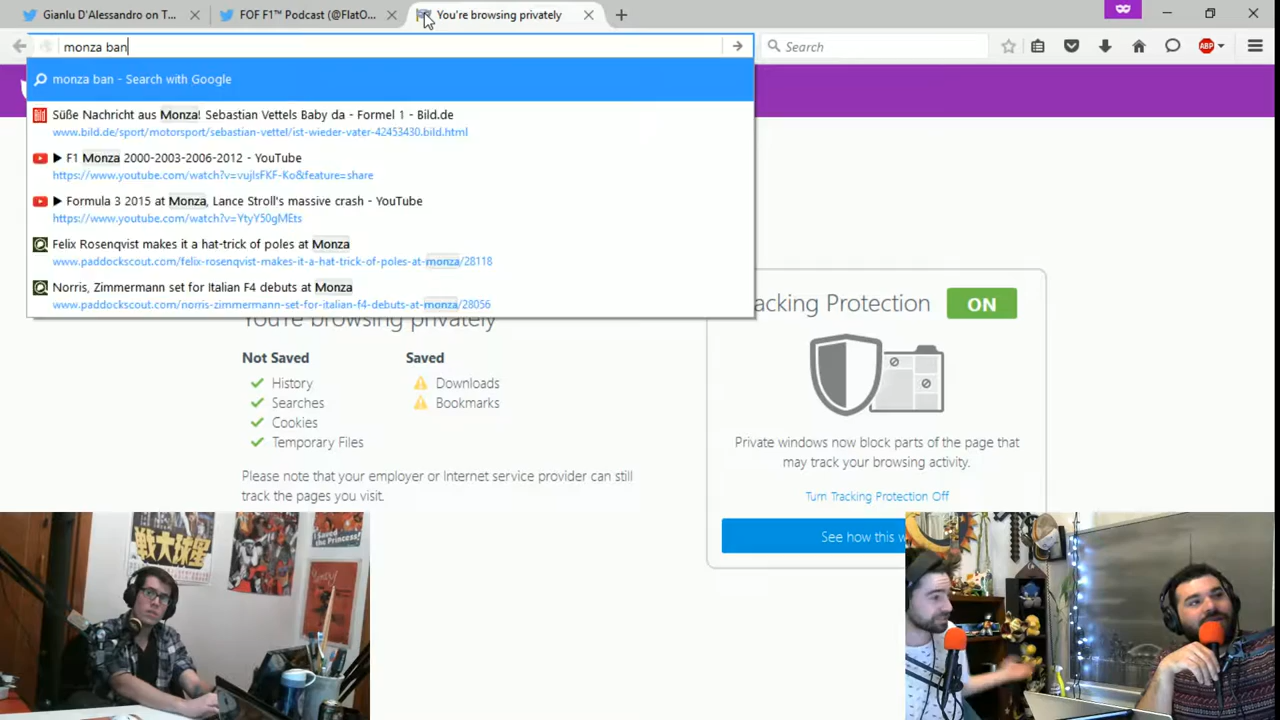 Gianlu D'Alessandro on T...
FOF F1™ Podcast (@FlatO...
You're browsing privately
monza ban
Search
monza ban - Search with Google
Süße Nachricht aus Monza! Sebastian Vettels Baby da - Formel 1 - Bild.de
www.bild.de/sport/motorsport/sebastian-vettel/ist-wieder-vater-42453430.bild.html
▶ F1 Monza 2000-2003-2006-2012 - YouTube
https://www.youtube.com/watch?v=vujlsFKF-Ko&feature=share
▶ Formula 3 2015 at Monza, Lance Stroll's massive crash - YouTube
https://www.youtube.com/watch?v=YtyY50gMEts
Felix Rosenqvist makes it a hat-trick of poles at Monza
www.paddockscout.com/felix-rosenqvist-makes-it-a-hat-trick-of-poles-at-monza/28118
Norris, Zimmermann set for Italian F4 debuts at Monza
www.paddockscout.com/norris-zimmermann-set-for-italian-f4-debuts-at-monza/28056
You're browsing privately
Not Saved
Saved
History
Searches
Cookies
Temporary Files
Downloads
Bookmarks
Please note that your employer or Internet service provider can still
track the pages you visit.
acking Protection
ON
Private windows now block parts of the page that
may track your browsing activity.
Turn Tracking Protection Off
See how this w
ABP
Bild
I Saved
the Princess!
戦大妖星